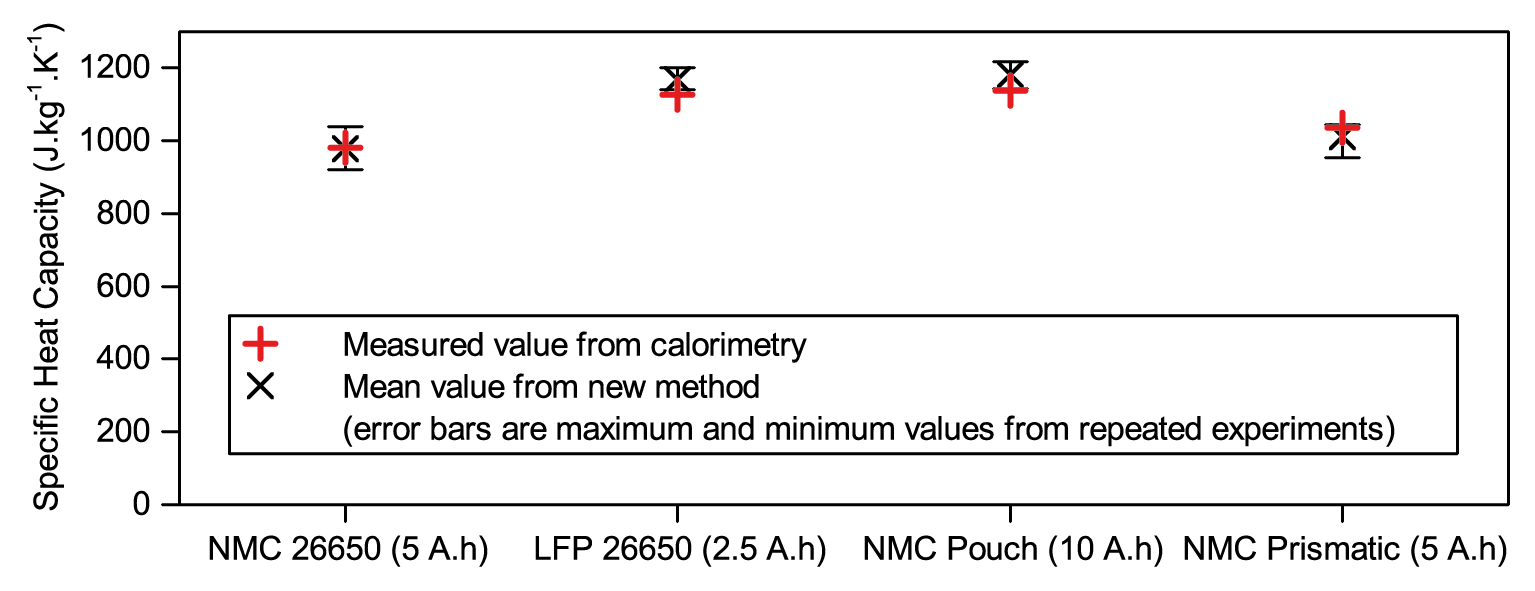 Specific Heat Capacity (J.kg⁻¹.K⁻¹)
1200
1000
800
600
400
200
0
Measured value from calorimetry
Mean value from new method
(error bars are maximum and minimum values from repeated experiments)
NMC 26650 (5 A.h) LFP 26650 (2.5 A.h) NMC Pouch (10 A.h) NMC Prismatic (5 A.h)